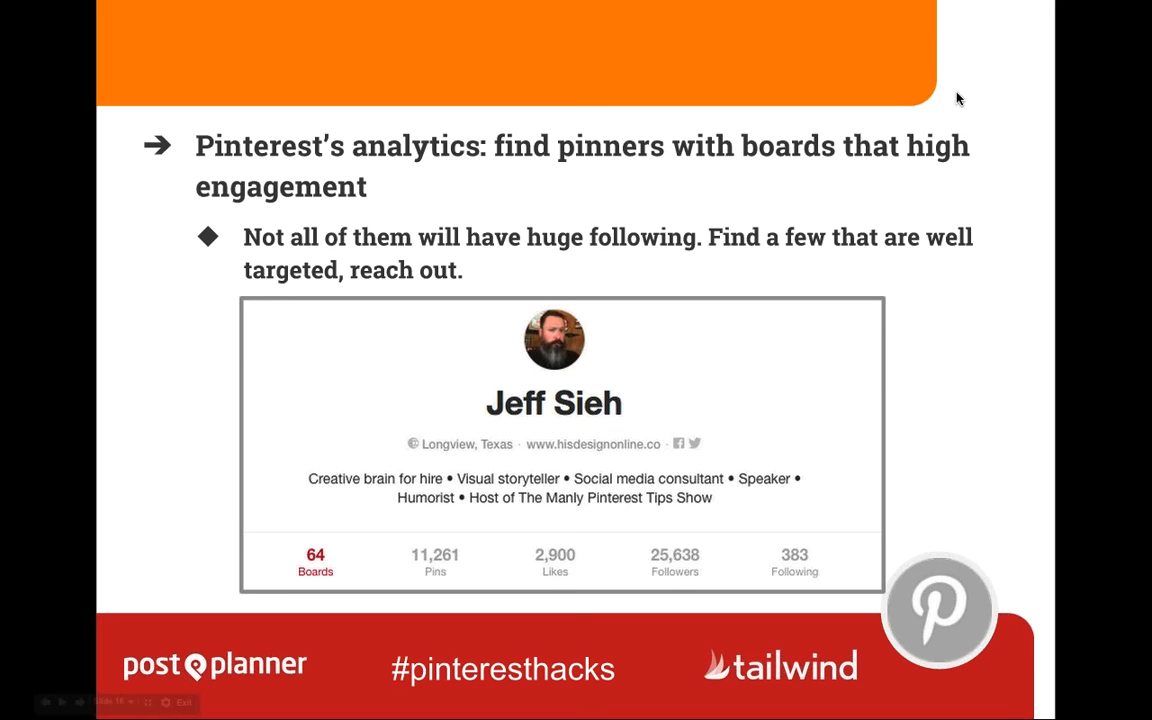 ➔ Pinterest’s analytics: find pinners with boards that high
engagement
◆ Not all of them will have huge following. Find a few that are well
targeted, reach out.
Jeff Sieh
Longview, Texas · www.hisdesignonline.co ·
Creative brain for hire • Visual storyteller • Social media consultant • Speaker •
Humorist • Host of The Manly Pinterest Tips Show
64 11,261 2,900 25,638 383
Boards Pins Likes Followers Following
post planner #pinteresthacks tailwind
Slide 16 Exit